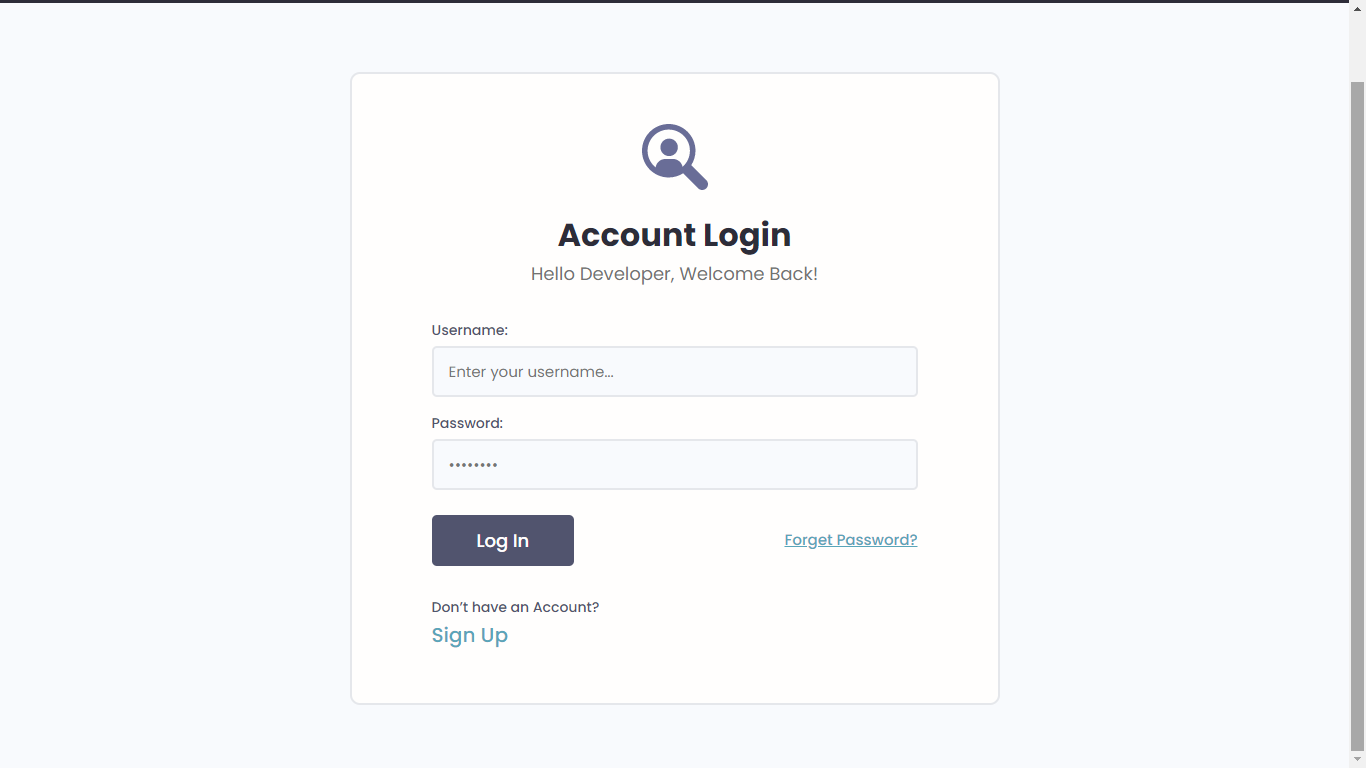 Account Login
Hello Developer, Welcome Back!
Username:
Enter your username...
Password:
••••••••
Log In
Forget Password?
Don’t have an Account?
Sign Up